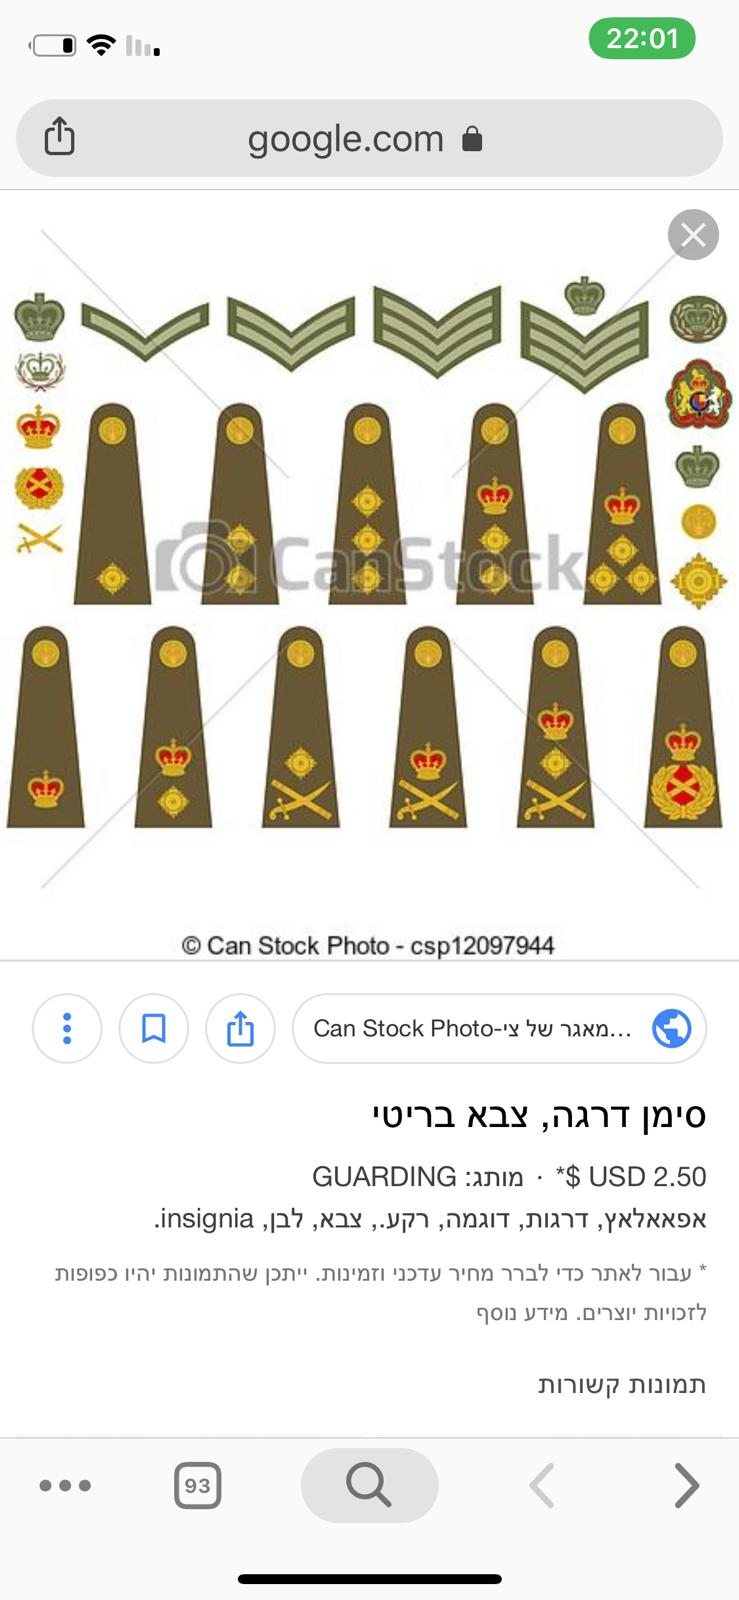 22:01
google.com
CanStock
© Can Stock Photo - csp12097944
Can Stock Photo-מאגר של צי...
סימן דרגה, צבא בריטי
USD 2.50 $* · מותג: GUARDING
אפאאלאץ, דרגות, דוגמה, רקע., צבא, לבן, insignia.
* עבור לאתר כדי לברר מחיר עדכני וזמינות. ייתכן שהתמונות יהיו כפופות
לזכויות יוצרים. מידע נוסף
תמונות קשורות
93